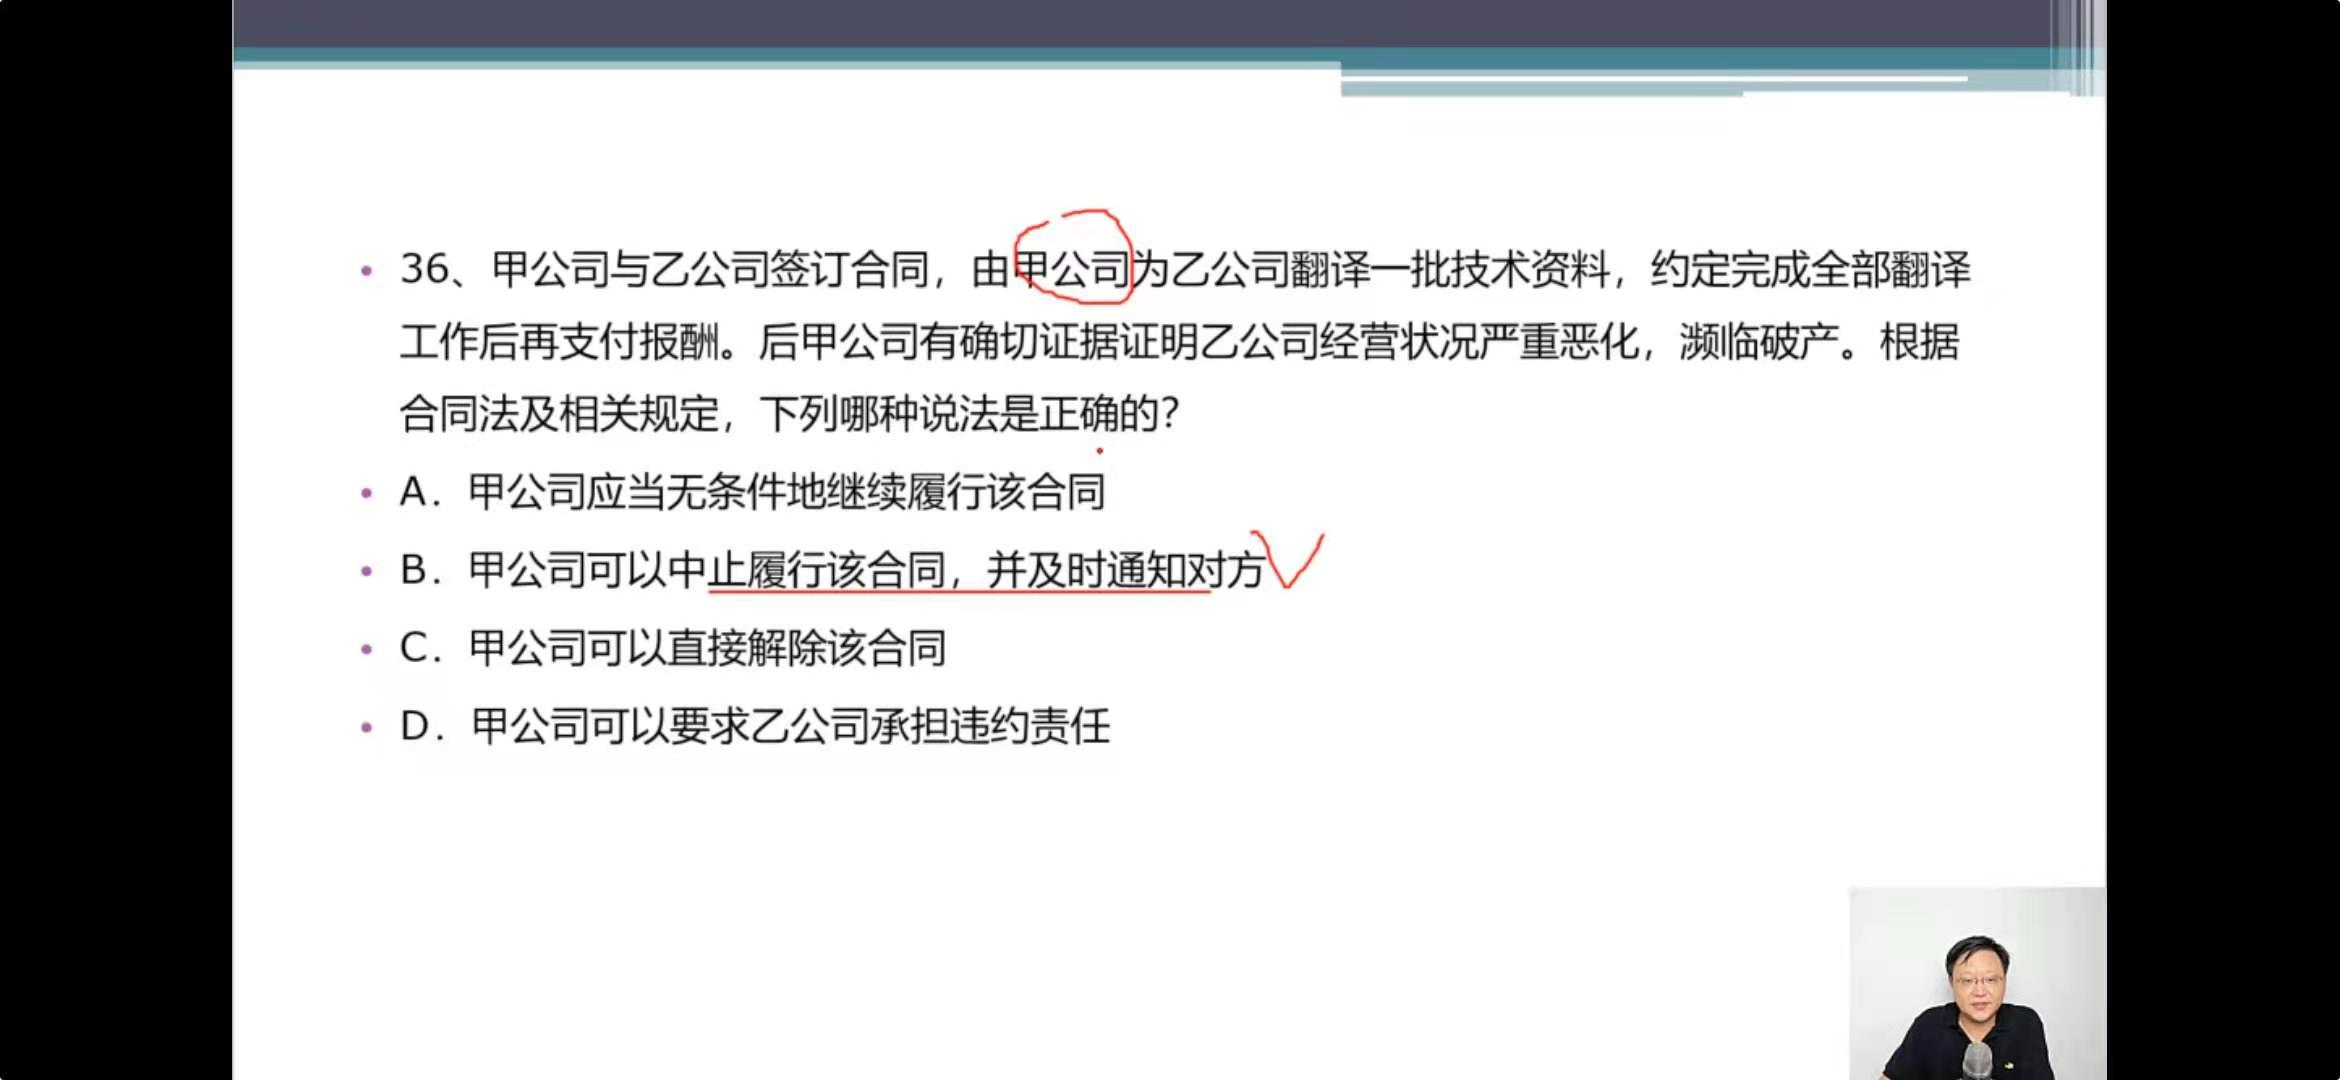 36、甲公司与乙公司签订合同，由甲公司为乙公司翻译一批技术资料，约定完成全部翻译
工作后再支付报酬。后甲公司有确切证据证明乙公司经营状况严重恶化，濒临破产。根据
合同法及相关规定，下列哪种说法是正确的？
A．甲公司应当无条件地继续履行该合同
B．甲公司可以中止履行该合同，并及时通知对方
C．甲公司可以直接解除该合同
D．甲公司可以要求乙公司承担违约责任